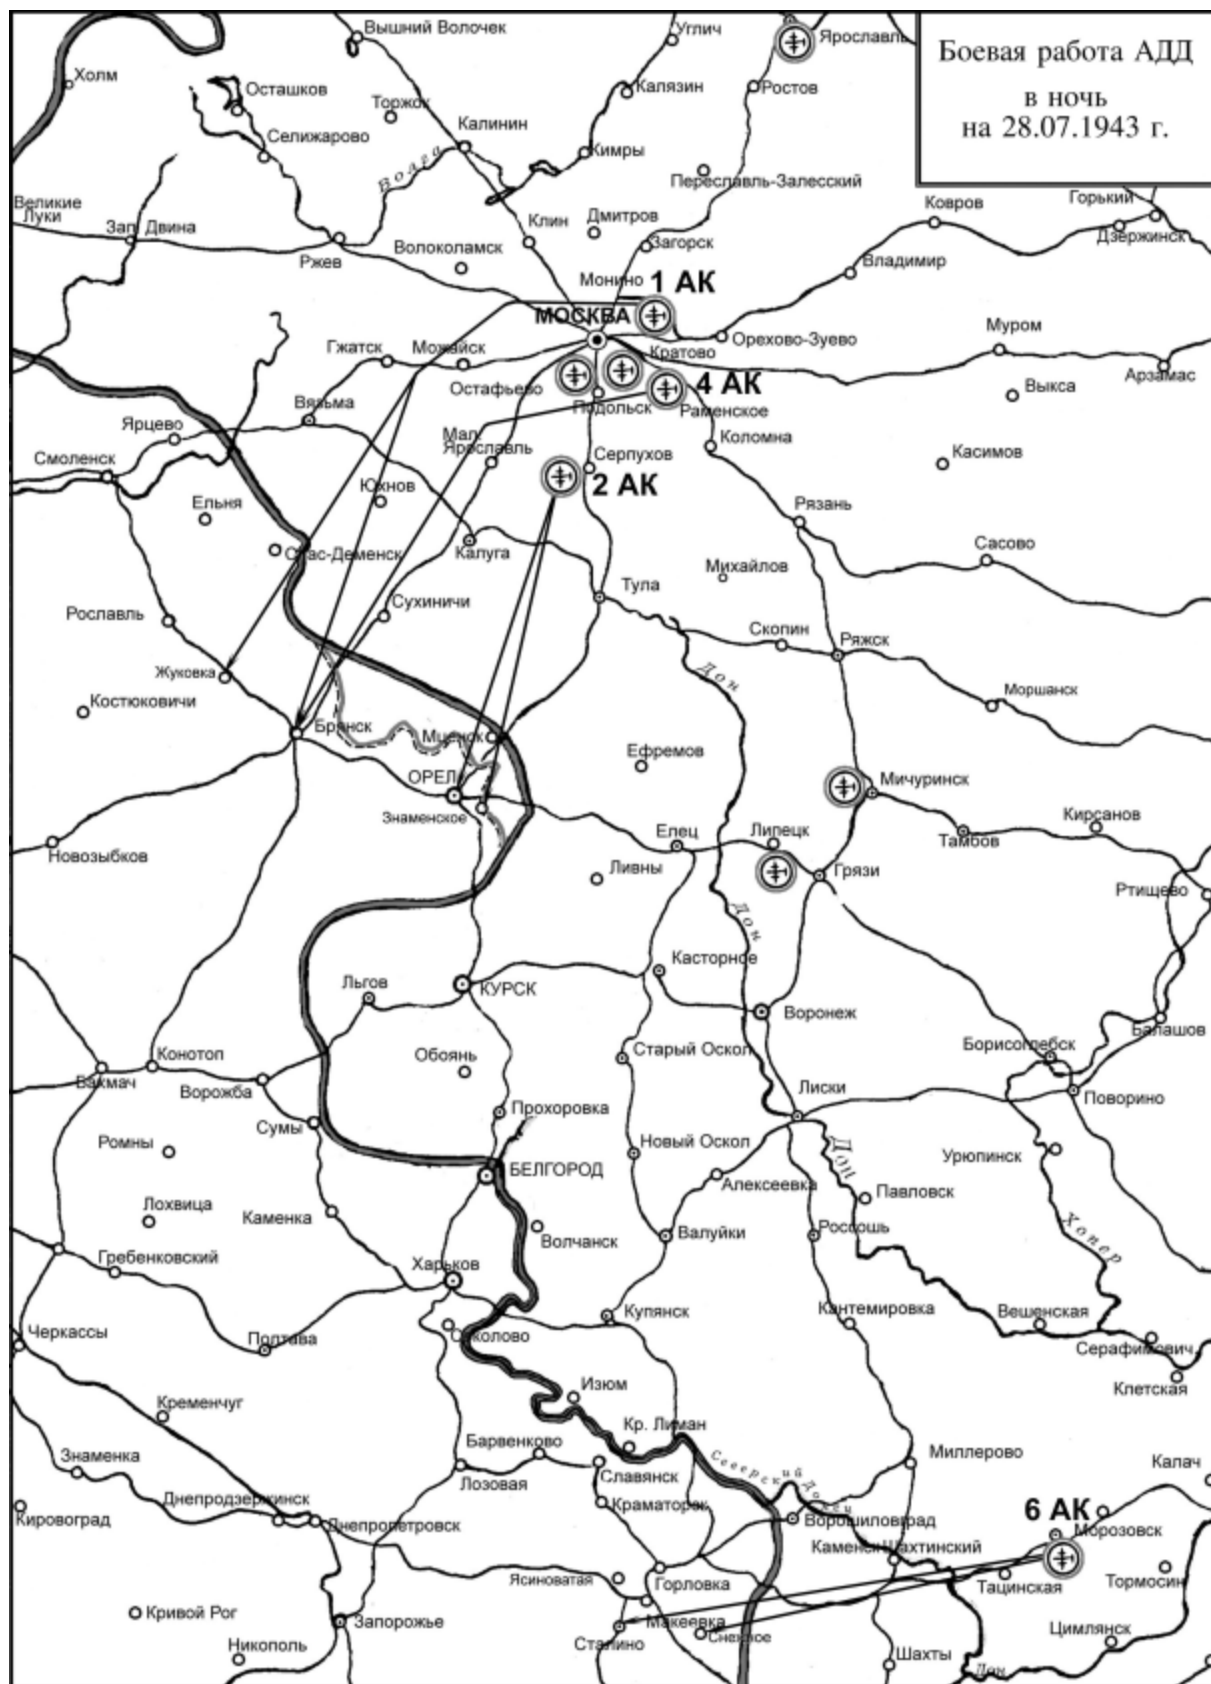 Боевая работа АДД
в ночь
на 28.07.1943 г.
Вышний Волочек
Углич
Ярославль
Холм
Осташков
Торжок
Калязин
Ростов
Селижарово
Калинин
Кимры
Волга
Переславль-Залесский
Великие
Луки
Зап. Двина
Ржев
Волоколамск
Клин
Дмитров
Загорск
Ковров
Горький
Дзержинск
Владимир
Монино
1 АК
МОСКВА
Орехово-Зуево
Муром
Гжатск
Можайск
Кратово
Арзамас
Остафьево
4 АК
Выкса
Вязьма
Подольск
Раменское
Ярцево
Мал.
Ярославль
Коломна
Смоленск
Серпухов
Касимов
Юхнов
2 АК
Ельня
Рязань
Спас-Деменск
Калуга
Сасово
Михайлов
Тула
Сухиничи
Рославль
Скопин
Ряжск
Жуковка
Дон
Костюковичи
Моршанск
Брянск
Мценск
Ефремов
ОРЕЛ
Мичуринск
Знаменское
Кирсанов
Елец
Липецк
Тамбов
Новозыбков
Ливны
Грязи
Ртищево
Дон
Касторное
Льгов
КУРСК
Воронеж
Балашов
Борисоглебск
Конотоп
Обоянь
Старый Оскол
Бахмач
Ворожба
Лиски
Поворино
Прохоровка
Сумы
Ромны
Новый Оскол
Дон
Урюпинск
БЕЛГОРОД
Алексеевка
Павловск
Лохвица
Каменка
Волчанск
Валуйки
Россошь
Хопер
Гребенковский
Харьков
Купянск
Кантемировка
Вешенская
Черкассы
Полтава
Соколово
Серафимович
Клетская
Изюм
Кременчуг
Кр. Лиман
Барвенково
Миллерово
Знаменка
Северский Донец
Калач
Лозовая
Славянск
Днепродзержинск
Краматорск
6 АК
Кировоград
Днепропетровск
Ворошиловград
Морозовск
Каменск-Шахтинский
Ясиноватая
Горловка
Тацинская
Тормосин
Кривой Рог
Запорожье
Макеевка
Сталино
Снежное
Цимлянск
Никополь
Шахты
Дон